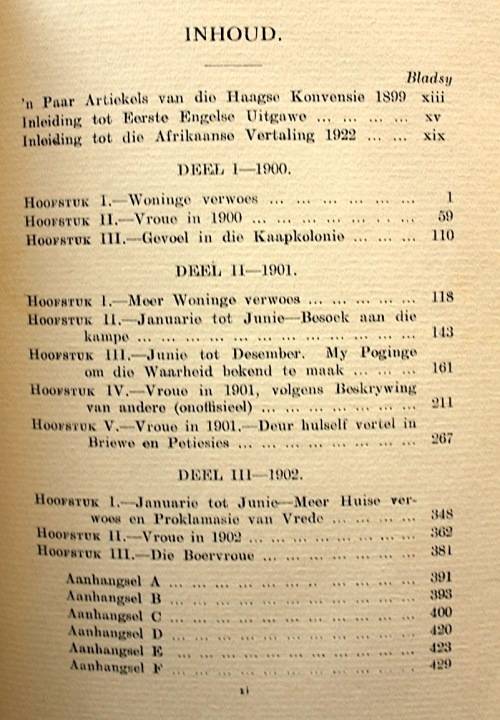 INHOUD.
Bladsy
'n Paar Artiekels van die Haagse Konvensie 1899 xiii
Inleiding tot Eerste Engelse Uitgawe ... ... ... ... xv
Inleiding tot die Afrikaanse Vertaling 1922 ... ... xix
DEEL I—1900.
HOOFSTUK I.—Woninge verwoes ... ... ... ... ... ... 1
HOOFSTUK II.—Vroue in 1900 ... ... ... ... ... ... ... 59
HOOFSTUK III.—Gevoel in die Kaapkolonie ... ... ... 110
DEEL II—1901.
HOOFSTUK I.—Meer Woninge verwoes ... ... ... ... ... 118
HOOFSTUK II.—Januarie tot Junie—Besoek aan die
kampe ... ... ... ... ... ... ... ... ... ... ... ... 143
HOOFSTUK III.—Junie tot Desember. My Poginge
om die Waarheid bekend te maak ... ... ... 161
HOOFSTUK IV.—Vroue in 1901, volgens Beskrywing
van andere (onoffisieel) ... ... ... ... ... ... 211
HOOFSTUK V.—Vroue in 1901.—Deur hulself vertel in
Briewe en Petiesies ... ... ... ... ... ... ... 267
DEEL III—1902.
HOOFSTUK I.—Januarie tot Junie—Meer Huise ver-
woes en Proklamasie van Vrede ... ... ... ... 348
HOOFSTUK II.—Vroue in 1902 ... ... ... ... ... ... ... 362
HOOFSTUK III.—Die Boervroue ... ... ... ... ... ... ... 381
Aanhangsel A ... ... ... ... ... ... ... ... ... ... 391
Aanhangsel B ... ... ... ... ... ... ... ... ... ... 393
Aanhangsel C ... ... ... ... ... ... ... ... ... ... 400
Aanhangsel D ... ... ... ... ... ... ... ... ... ... 420
Aanhangsel E ... ... ... ... ... ... ... ... ... ... 423
Aanhangsel F ... ... ... ... ... ... ... ... ... ... 429
xi